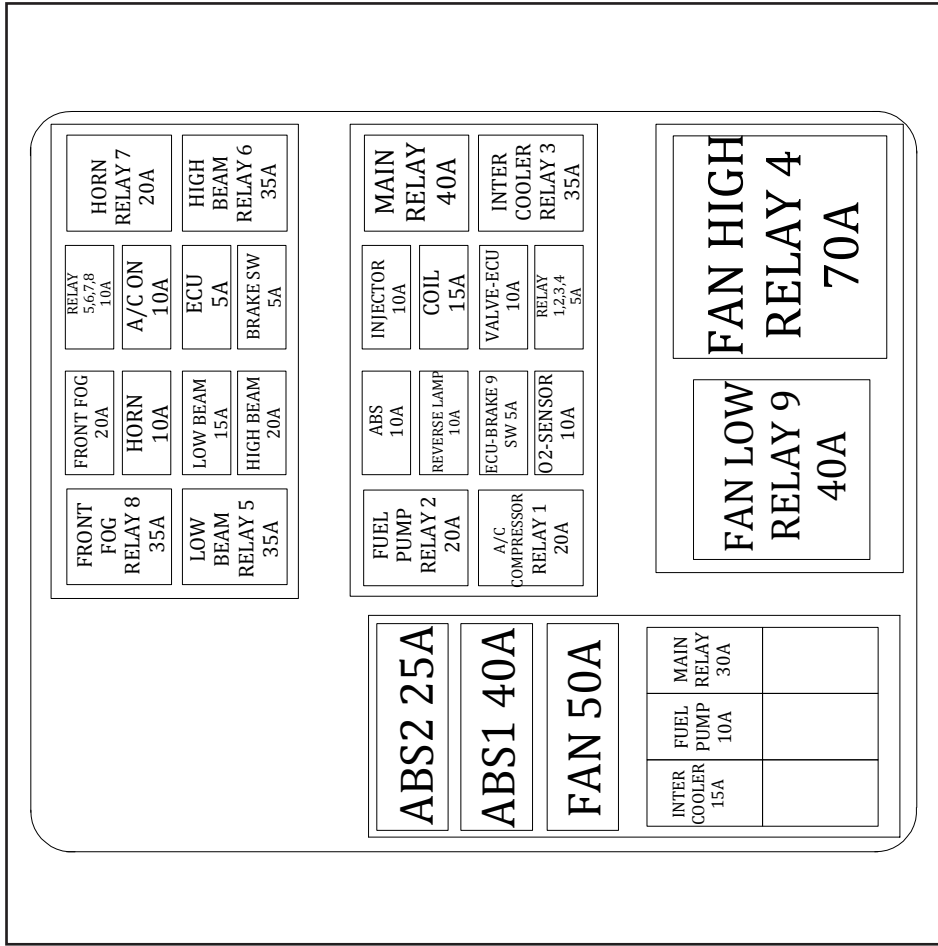 HORN
RELAY 7
20A
HIGH
BEAM
RELAY 6
35A
RELAY
5,6,7,8
10A
A/C ON
10A
ECU
5A
BRAKE SW
5A
FRONT FOG
20A
HORN
10A
LOW BEAM
15A
HIGH BEAM
20A
FRONT
FOG
RELAY 8
35A
LOW
BEAM
RELAY 5
35A
MAIN
RELAY
40A
INTER
COOLER
RELAY 3
35A
INJECTOR
10A
COIL
15A
VALVE-ECU
10A
RELAY
1,2,3,4
5A
ABS
10A
REVERSE LAMP
10A
ECU-BRAKE 9
SW 5A
O2-SENSOR
10A
FUEL
PUMP
RELAY 2
20A
A/C
COMPRESSOR
RELAY 1
20A
FAN HIGH
RELAY 4
70A
FAN LOW
RELAY 9
40A
ABS2 25A
ABS1 40A
FAN 50A
MAIN
RELAY
30A
FUEL
PUMP
10A
INTER
COOLER
15A